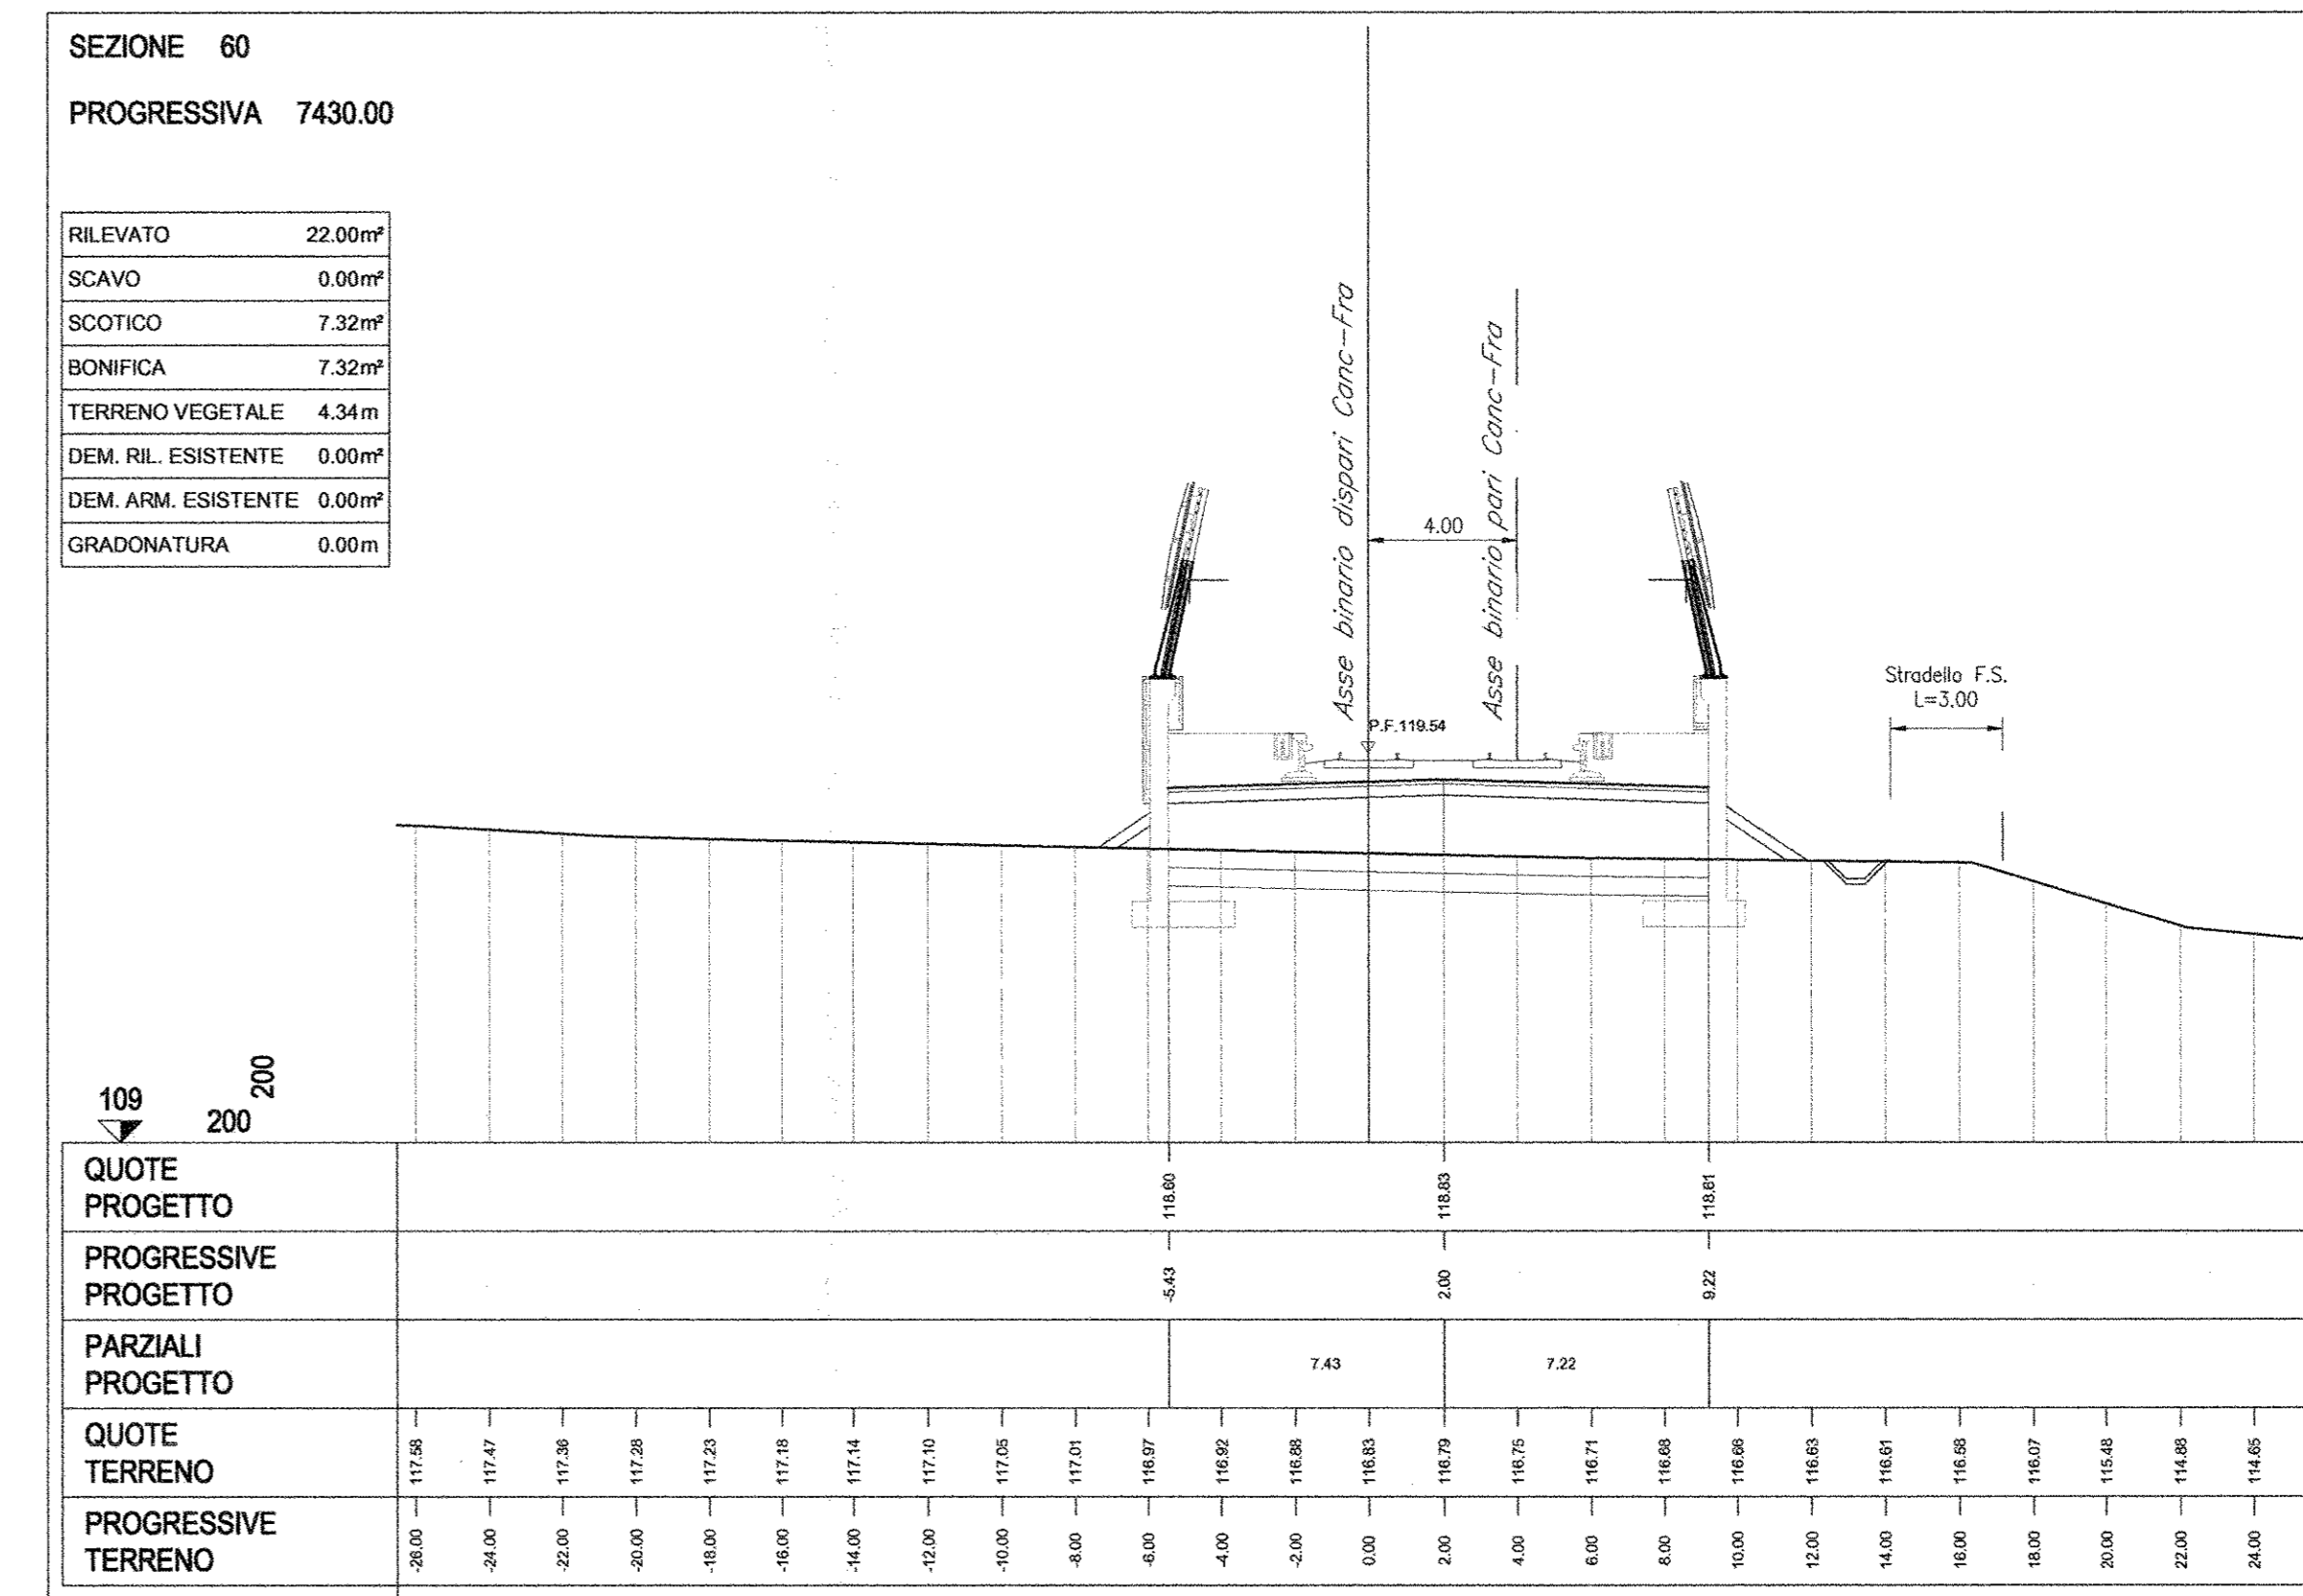 SEZIONE 60
PROGRESSIVA 7430.00
RILEVATO 22.00m²
SCAVO 0.00m²
SCOTICO 7.32m²
BONIFICA 7.32m²
TERRENO VEGETALE 4.34m
DEM. RIL. ESISTENTE 0.00m²
DEM. ARM. ESISTENTE 0.00m²
GRADONATURA 0.00m
Asse binario dispari Canc-Fra
Asse binario pari Canc-Fra
4.00
P.F.119.54
Stradello F.S.
L=3.00
109
200
200
QUOTE
PROGETTO
118.60 118.83 118.61
PROGRESSIVE
PROGETTO
-5.43 2.00 9.22
PARZIALI
PROGETTO
7.43 7.22
QUOTE
TERRENO
117.58 117.47 117.36 117.28 117.23 117.18 117.14 117.10 117.05 117.01 116.97 116.92 116.88 116.83 116.79 116.75 116.71 116.68 116.66 116.63 116.61 116.58 116.07 115.48 114.88 114.65
PROGRESSIVE
TERRENO
-26.00 -24.00 -22.00 -20.00 -18.00 -16.00 -14.00 -12.00 -10.00 -8.00 -6.00 -4.00 -2.00 0.00 2.00 4.00 6.00 8.00 10.00 12.00 14.00 16.00 18.00 20.00 22.00 24.00